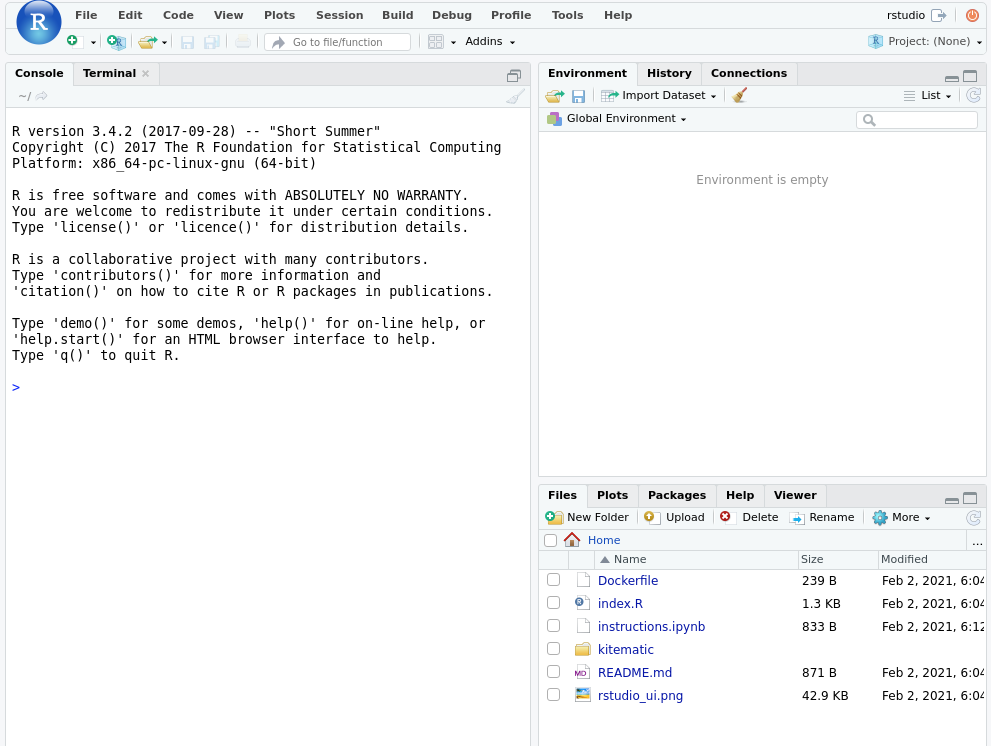 R File Edit Code View Plots Session Build Debug Profile Tools Help rstudio
Go to file/function Addins Project: (None)
Console Terminal
~/
R version 3.4.2 (2017-09-28) -- "Short Summer"
Copyright (C) 2017 The R Foundation for Statistical Computing
Platform: x86_64-pc-linux-gnu (64-bit)
R is free software and comes with ABSOLUTELY NO WARRANTY.
You are welcome to redistribute it under certain conditions.
Type 'license()' or 'licence()' for distribution details.
R is a collaborative project with many contributors.
Type 'contributors()' for more information and
'citation()' on how to cite R or R packages in publications.
Type 'demo()' for some demos, 'help()' for on-line help, or
'help.start()' for an HTML browser interface to help.
Type 'q()' to quit R.
>
Environment History Connections
Import Dataset List
Global Environment
Environment is empty
Files Plots Packages Help Viewer
New Folder Upload Delete Rename More
Home ...
Name Size Modified
Dockerfile 239 B Feb 2, 2021, 6:04
index.R 1.3 KB Feb 2, 2021, 6:04
instructions.ipynb 833 B Feb 2, 2021, 6:12
kitematic
MD README.md 871 B Feb 2, 2021, 6:04
rstudio_ui.png 42.9 KB Feb 2, 2021, 6:04